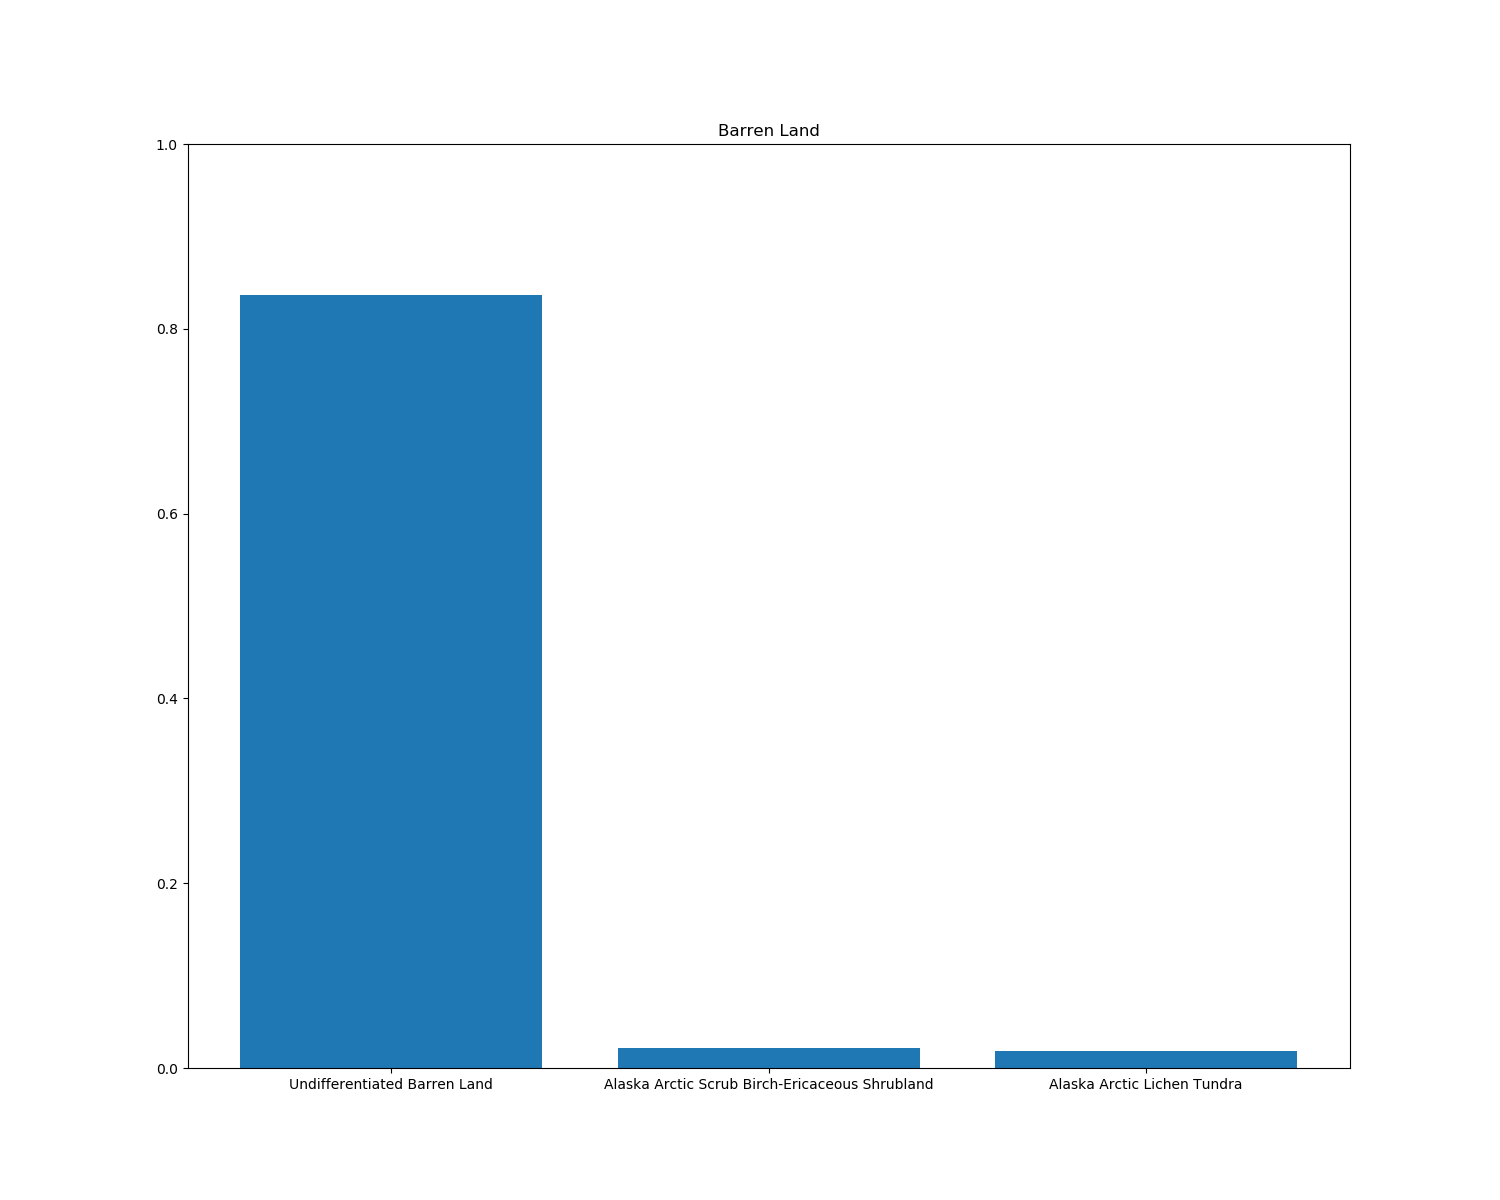 Barren Land
1.0
0.8
0.6
0.4
0.2
0.0
Undifferentiated Barren Land
Alaska Arctic Scrub Birch-Ericaceous Shrubland
Alaska Arctic Lichen Tundra